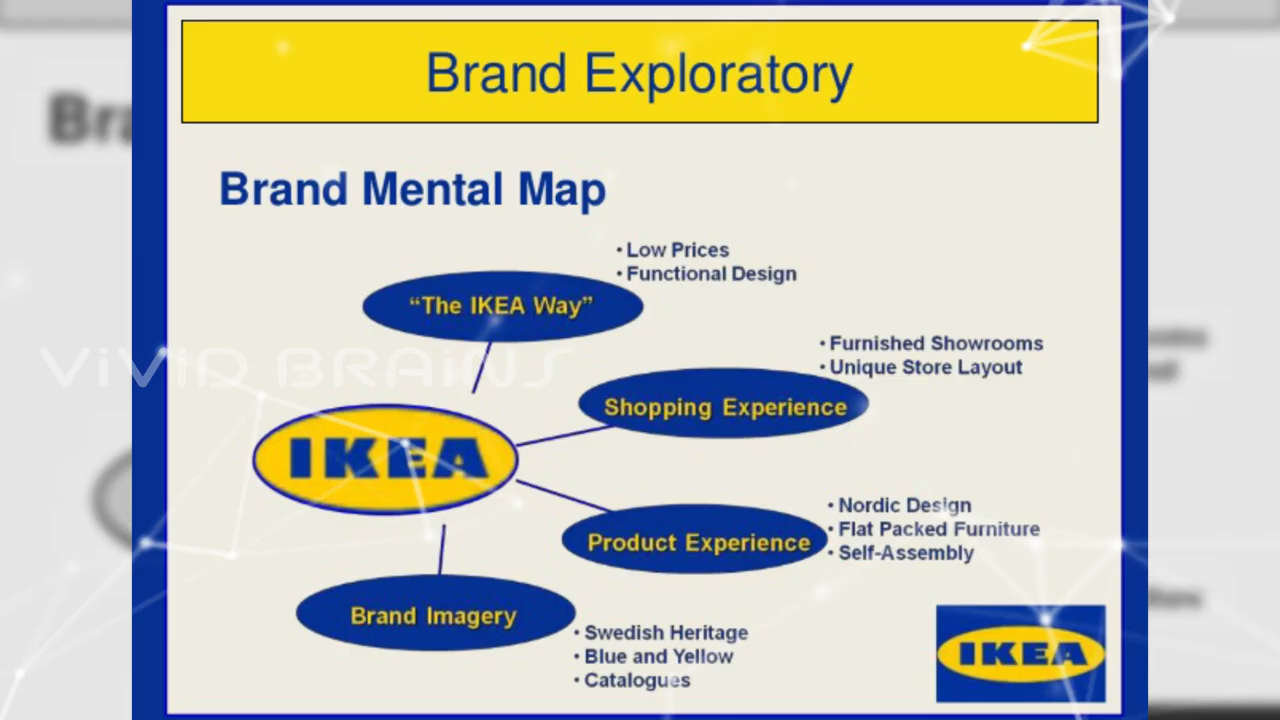 Brand Exploratory
Brand Mental Map
• Low Prices
• Functional Design
“The IKEA Way”
• Furnished Showrooms
• Unique Store Layout
Shopping Experience
ViViD BRAiNS
IKEA
• Nordic Design
• Flat Packed Furniture
• Self-Assembly
Product Experience
Brand Imagery
• Swedish Heritage
• Blue and Yellow
• Catalogues
IKEA